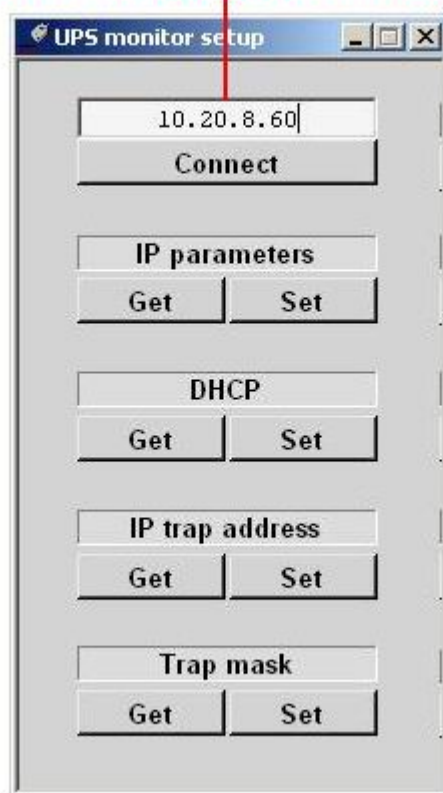 UPS monitor setup
10.20.8.60
Connect
IP parameters
Get Set
DHCP
Get Set
IP trap address
Get Set
Trap mask
Get Set